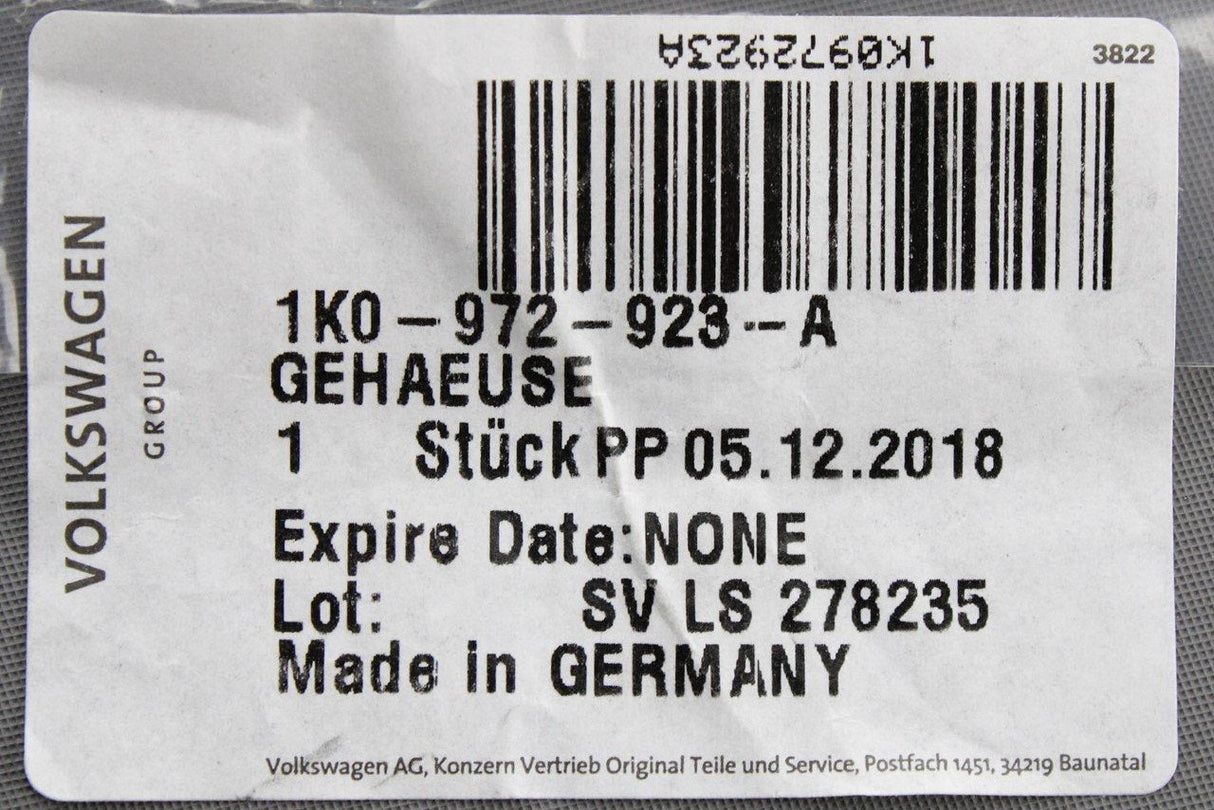 1K0972923A
3822
VOLKSWAGEN
GROUP
1K0-972-923-A
GEHAEUSE
1 Stück PP 05.12.2018
Expire Date:NONE
Lot: SV LS 278235
Made in GERMANY
Volkswagen AG, Konzern Vertrieb Original Teile und Service, Postfach 1451, 34219 Baunatal